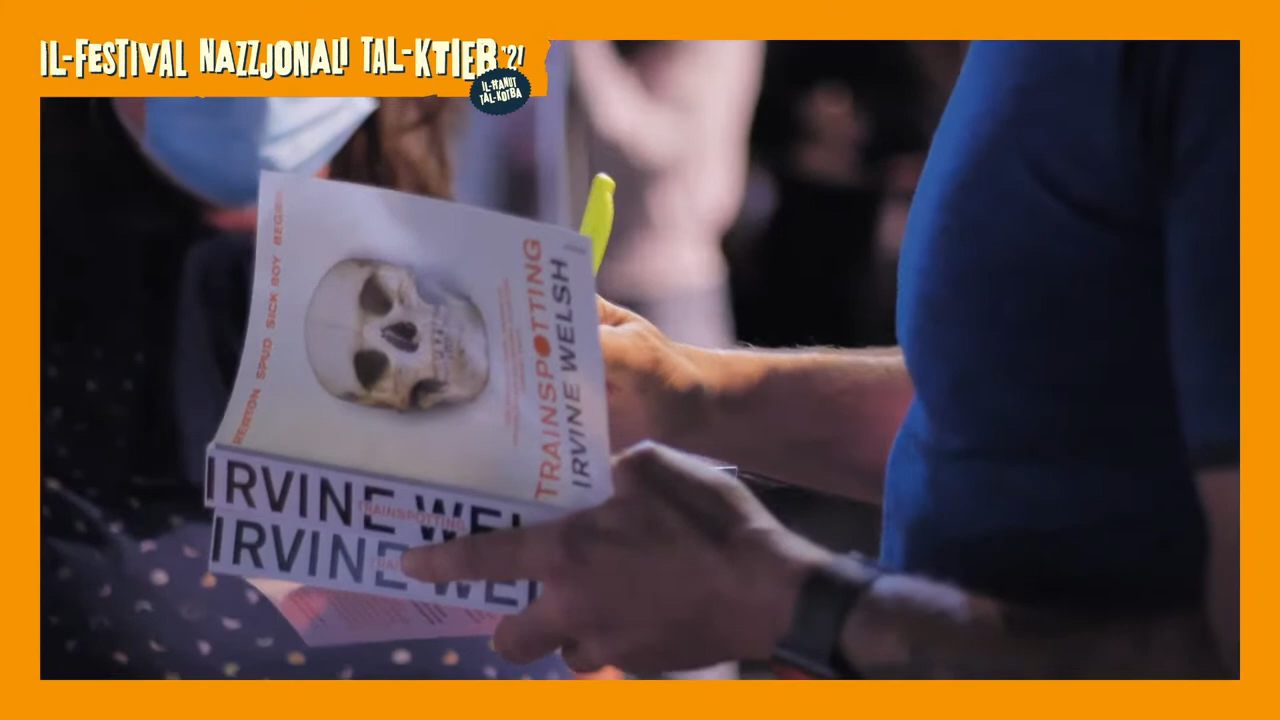 IL-FESTIVAL NAZZJONALI TAL-KTIEB '21
IL-ĦANUT
TAL-KOTBA
RENTON SPUD SICK BOY BEGBIE
TRAINSPOTTING
IRVINE WELSH
IRVINE WEL
TRAINSPOTTING
IRVINE WEL